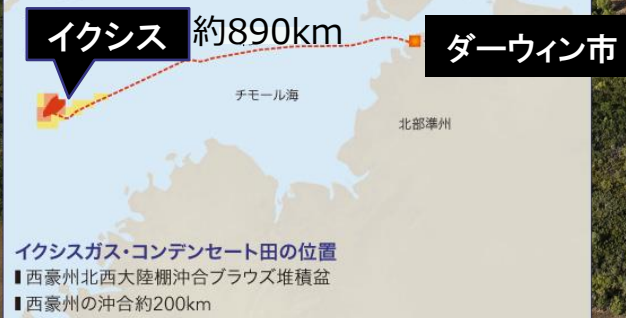 イクシス
約890km
ダーウィン市
チモール海
北部準州
イクシスガス・コンデンセート田の位置
▮西豪州北西大陸棚沖合ブラウズ堆積盆
▮西豪州の沖合約200km